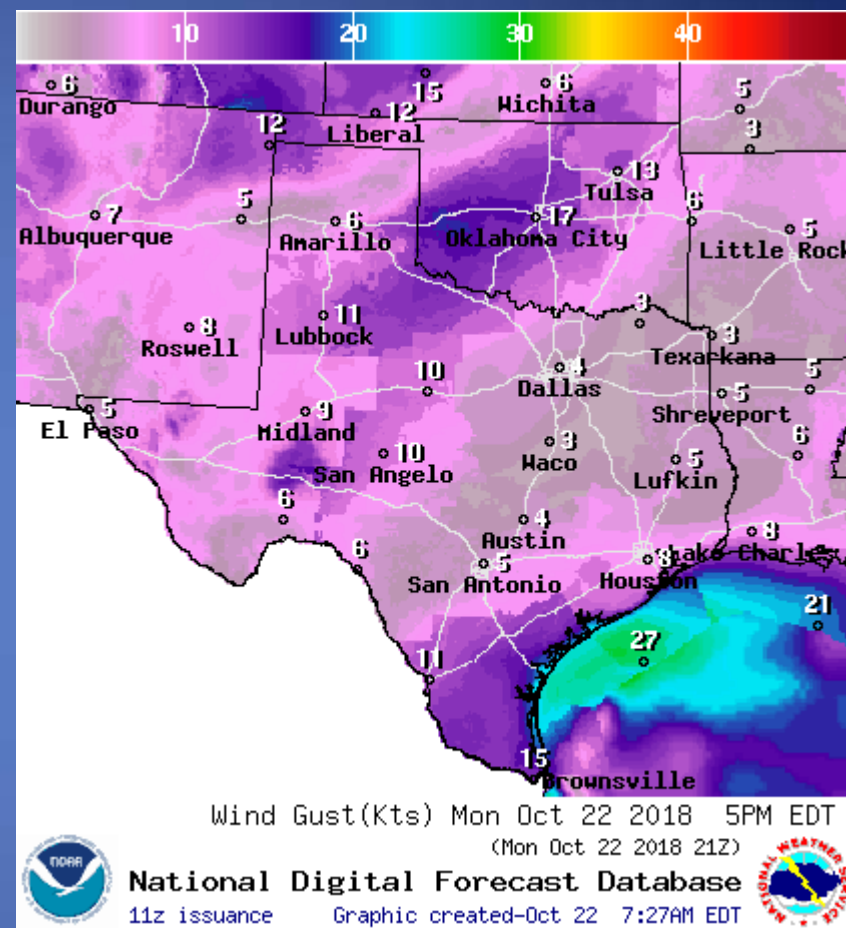 10 20 30 40
6 Durango
15
6 Wichita
5
12 Liberal
12
3
13 Tulsa
7 Albuquerque
5
6 Amarillo
17 Oklahoma City
6
5 Little Rock
8 Roswell
11 Lubbock
3
3 Texarkana
4 Dallas
10
5 El Paso
9 Midland
5 Shreveport
5
10 San Angelo
3 Waco
5 Lufkin
6
6
4 Austin
8 Lake Charles
6
5 San Antonio
8 Houston
21
27
11
15 Brownsville
Wind Gust(Kts) Mon Oct 22 2018 5PM EDT
(Mon Oct 22 2018 21Z)
NOAA
National Digital Forecast Database
11z issuance Graphic created-Oct 22 7:27AM EDT
NATIONAL WEATHER SERVICE